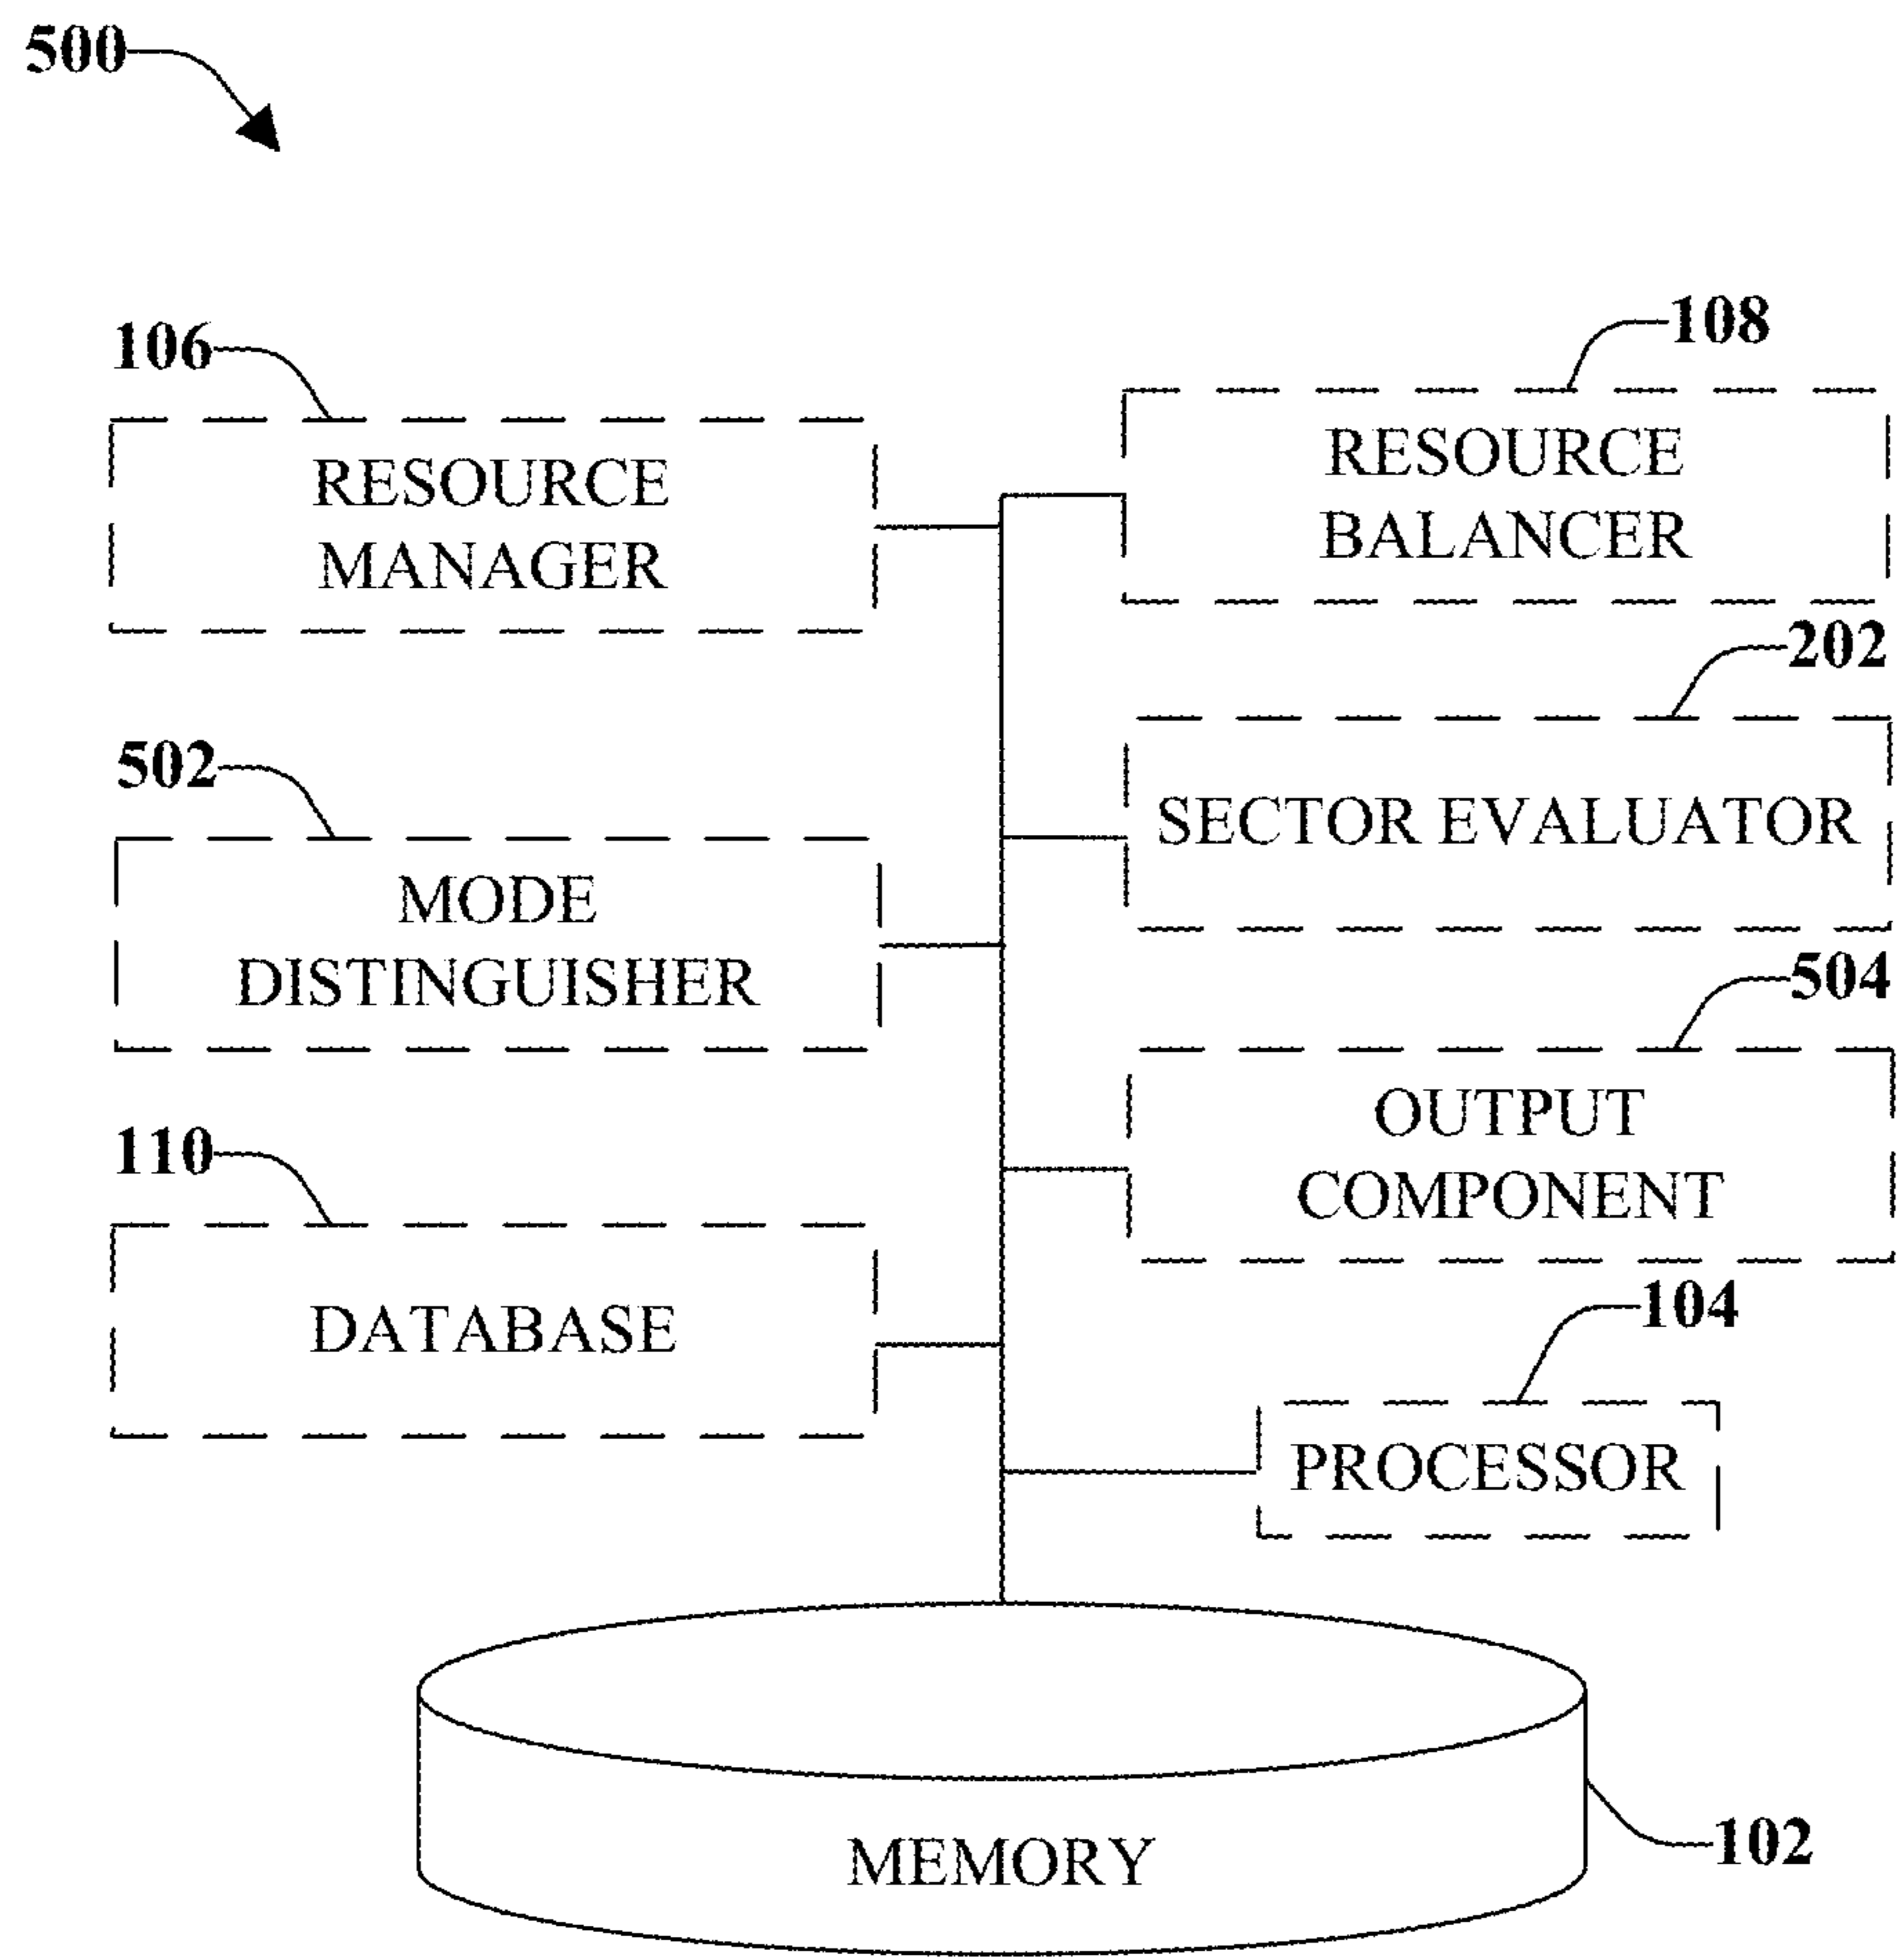 500
106
RESOURCE
MANAGER
108
RESOURCE
BALANCER
202
SECTOR EVALUATOR
502
MODE
DISTINGUISHER
504
OUTPUT
COMPONENT
110
DATABASE
104
PROCESSOR
MEMORY
102